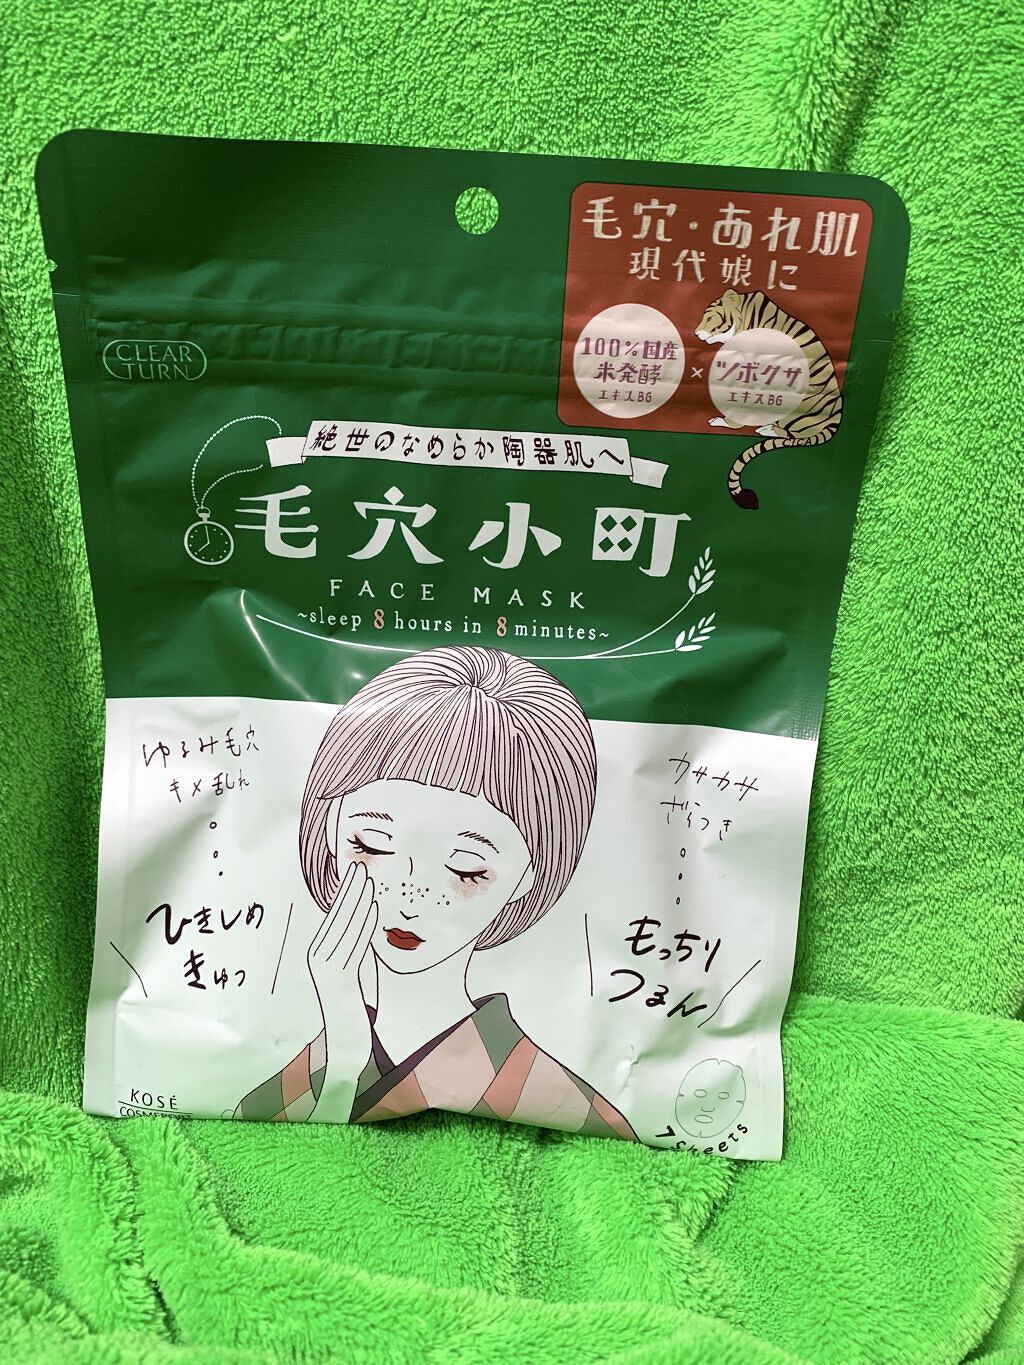 毛穴・あれ肌
現代娘に
100%国産
米発酵
エキスBG
×
ツボクサ
エキスBG
CICA
CLEAR
TURN
絶世のなめらか陶器肌へ
毛穴小町
FACE MASK
~sleep 8 hours in 8 minutes~
ゆるみ毛穴
キメ乱れ
ひきしめ
きゅっ
カサカサ
ざらつき
もっちり
つるん
KOSÉ
COSMEPORT
7 sheets